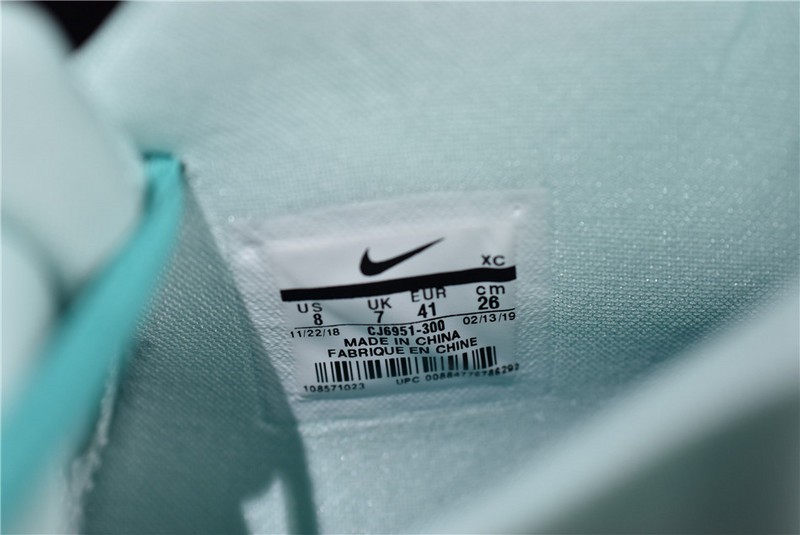 XC
US UK EUR cm
8 7 41 26
11/22/18 CJ6951-300 02/13/19
MADE IN CHINA
FABRIQUE EN CHINE
108571023 UPC